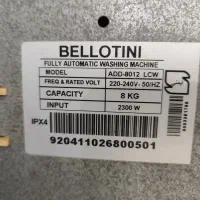 BELLOTINI
FULLY AUTOMATIC WASHING MACHINE
MODEL ADD-8012 LCW
FREQ & RATED VOLT 220-240V- 50/HZ
CAPACITY 8 KG
INPUT 2300 W
IPX4
920411026800501